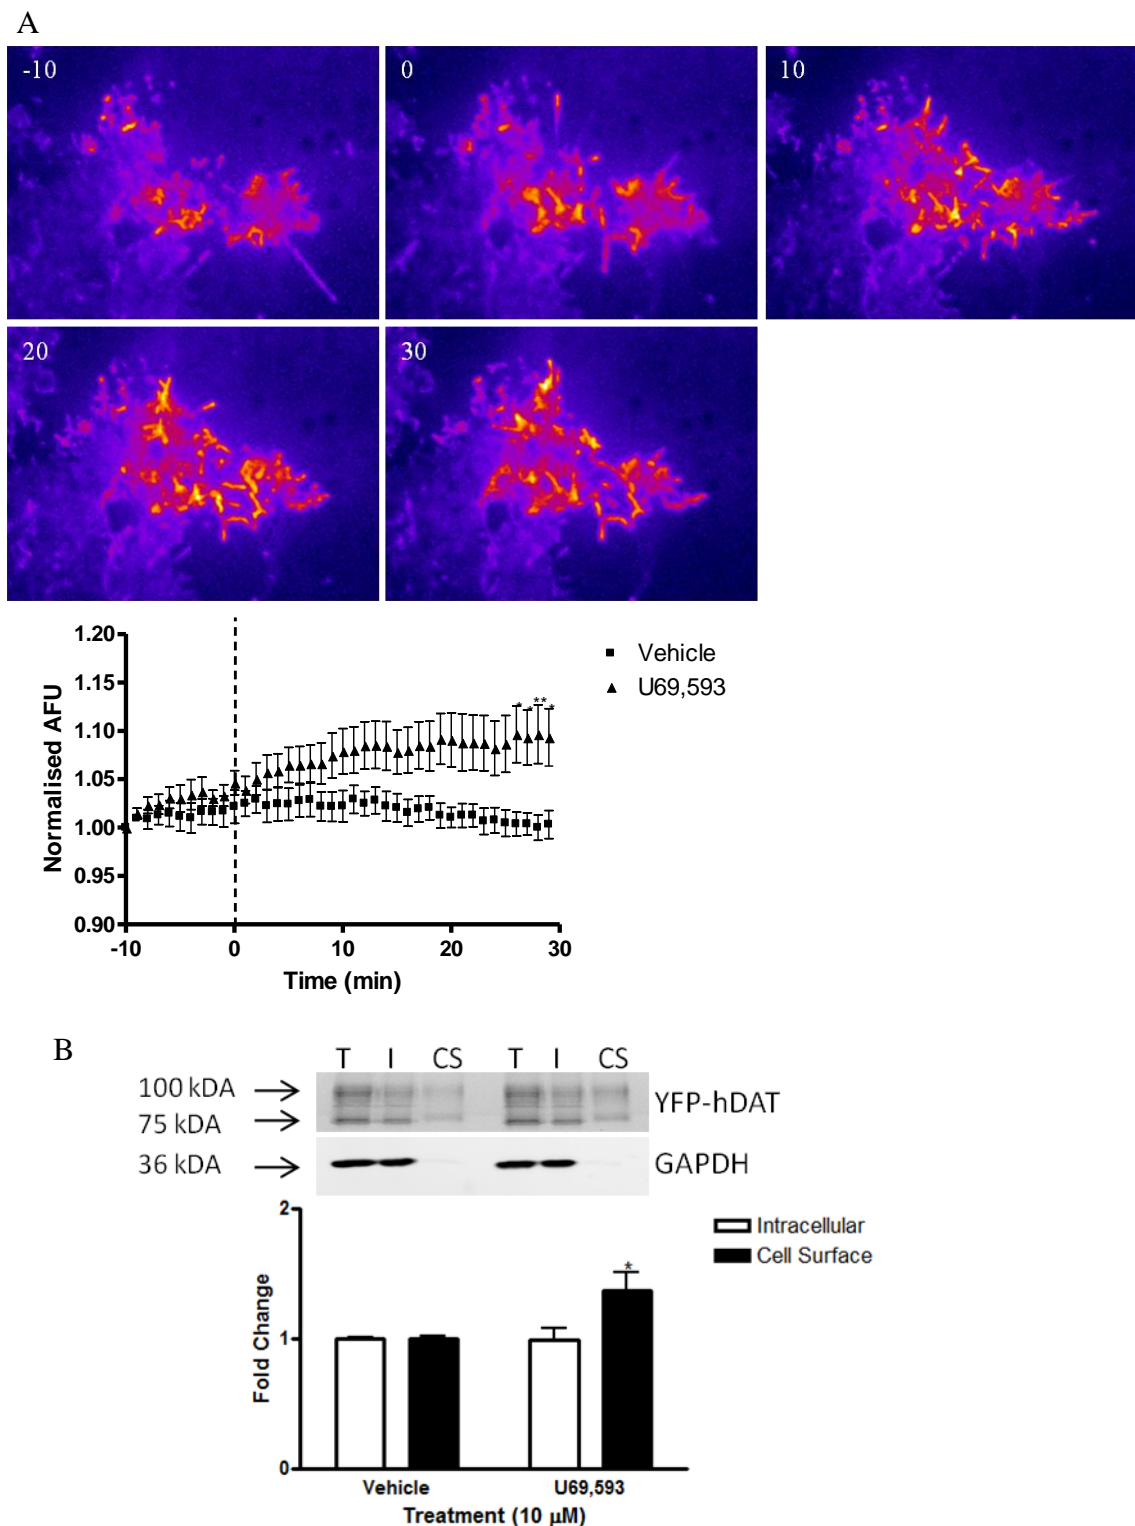 A
-10
0
10
20
30
1.20
1.15
1.10
1.05
1.00
0.95
0.90
Normalised AFU
-10 0 10 20 30
Time (min)
Vehicle
U69,593
* * ** *
B
T I CS T I CS
100 kDA
75 kDA
36 kDA
YFP-hDAT
GAPDH
2
1
0
Fold Change
*
Intracellular
Cell Surface
Vehicle U69,593
Treatment (10 µM)